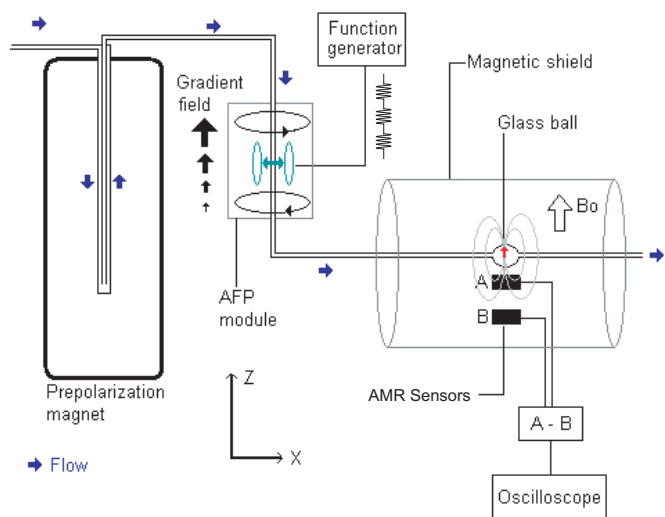 Function
generator
Magnetic shield
Gradient
field
Glass ball
Bo
A
B
AFP
module
Z
X
AMR Sensors
Prepolarization
magnet
A - B
Flow
Oscilloscope